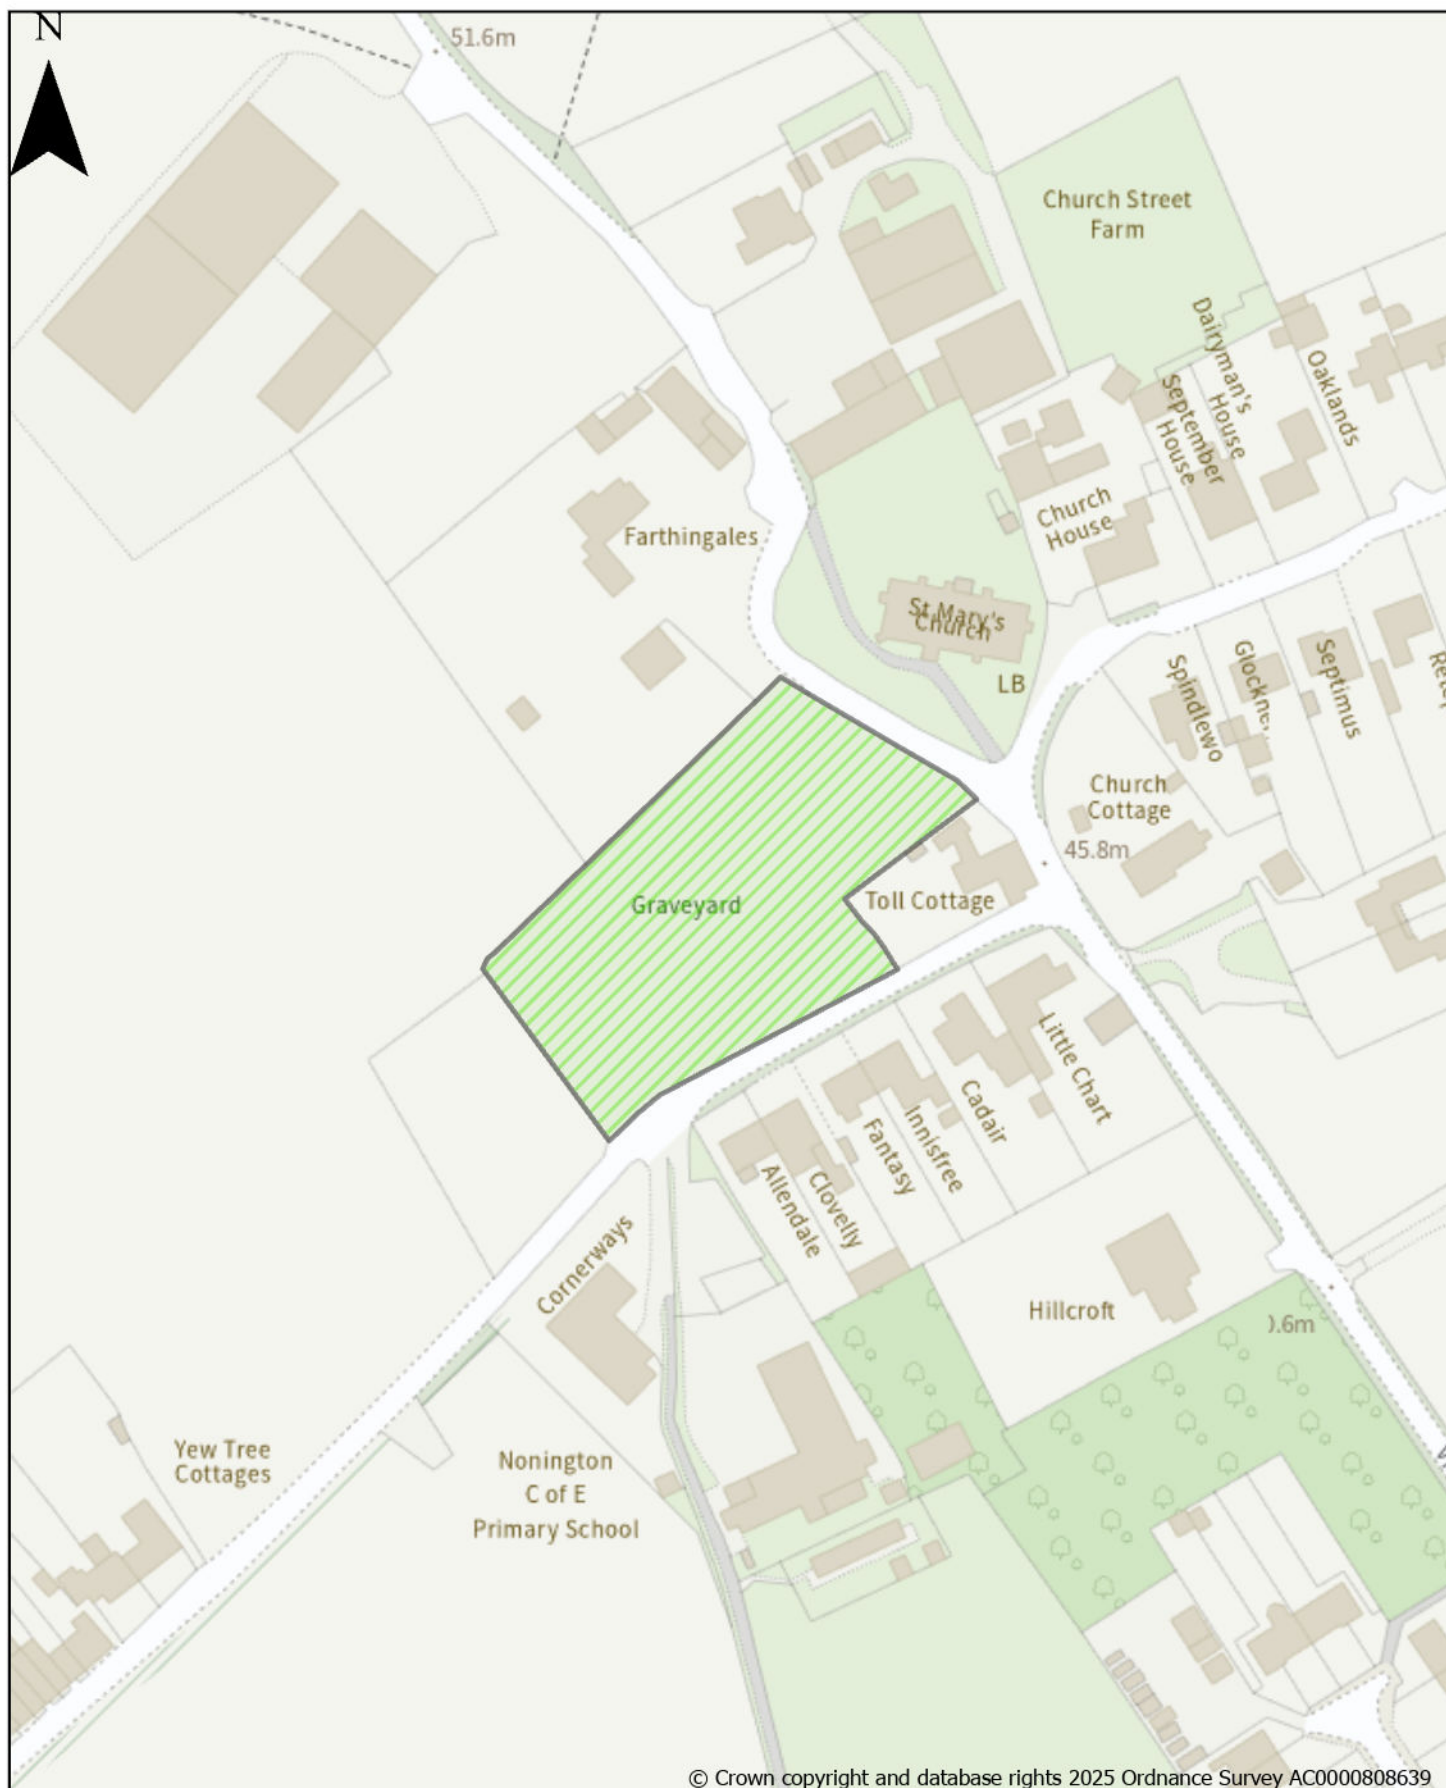 N
51.6m
Church Street
Farm
Dairyman's
House
September
House
Oaklands
Church
House
Farthingales
St Mary's
Church
LB
Spindlewo
Septimus
Church
Cottage
45.8m
Graveyard
Toll Cottage
Little Chart
Cadair
Innisfree
Fantasy
Clovelly
Allendale
Cornerways
Hillcroft
0.6m
Yew Tree
Cottages
Nonington
C of E
Primary School
© Crown copyright and database rights 2025 Ordnance Survey AC0000808639